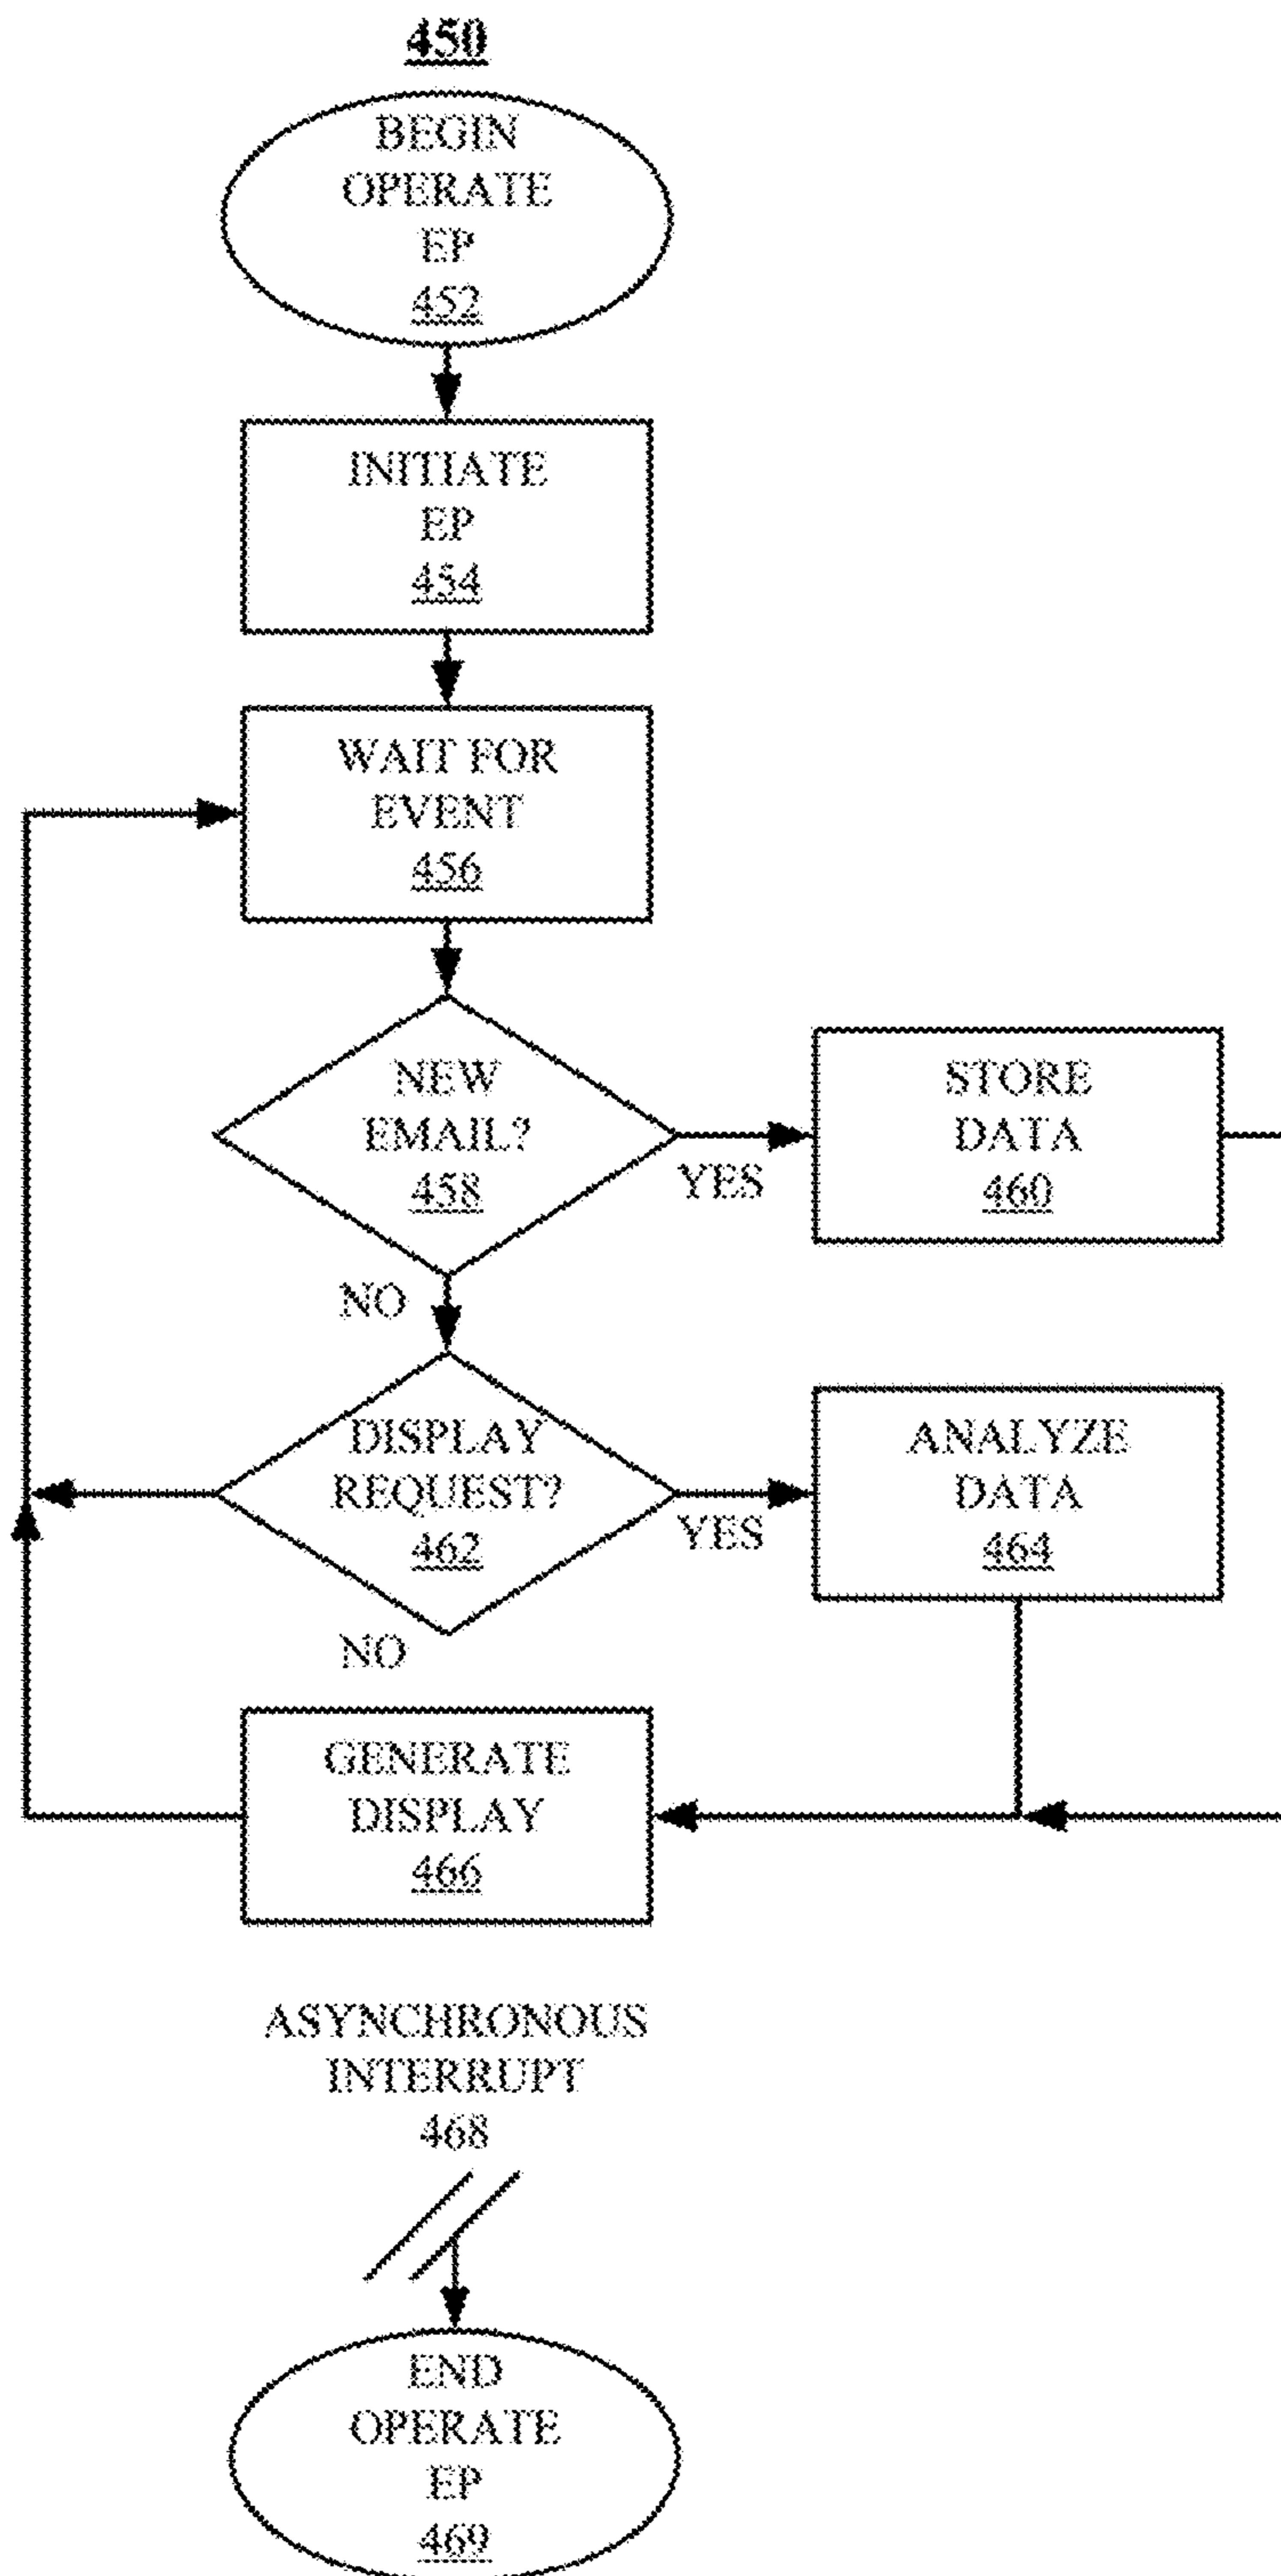 450
BEGIN
OPERATE
EP
452
INITIATE
EP
454
WAIT FOR
EVENT
456
NEW
EMAIL?
458
YES
STORE
DATA
460
NO
DISPLAY
REQUEST?
462
YES
ANALYZE
DATA
464
NO
GENERATE
DISPLAY
466
ASYNCHRONOUS
INTERRUPT
468
END
OPERATE
EP
469